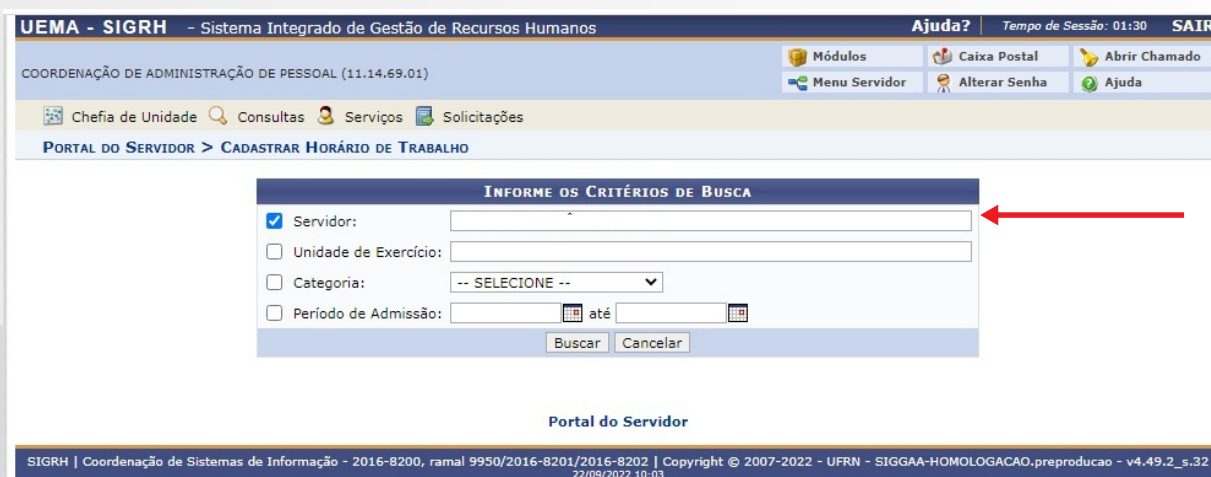 UEMA - SIGRH - Sistema Integrado de Gestão de Recursos Humanos Ajuda? Tempo de Sessão: 01:30 SAIR
COORDENAÇÃO DE ADMINISTRAÇÃO DE PESSOAL (11.14.69.01)
Módulos Caixa Postal Abrir Chamado
Menu Servidor Alterar Senha Ajuda
Chefia de Unidade Consultas Serviços Solicitações
PORTAL DO SERVIDOR > CADASTRAR HORÁRIO DE TRABALHO
INFORME OS CRITÉRIOS DE BUSCA
Servidor:
Unidade de Exercício:
Categoria: -- SELECIONE --
Período de Admissão: até
Buscar Cancelar
Portal do Servidor
SIGRH | Coordenação de Sistemas de Informação - 2016-8200, ramal 9950/2016-8201/2016-8202 | Copyright © 2007-2022 - UFRN - SIGGAA-HOMOLOGACAO.preproducao - v4.49.2_s.32
22/09/2022 10:03